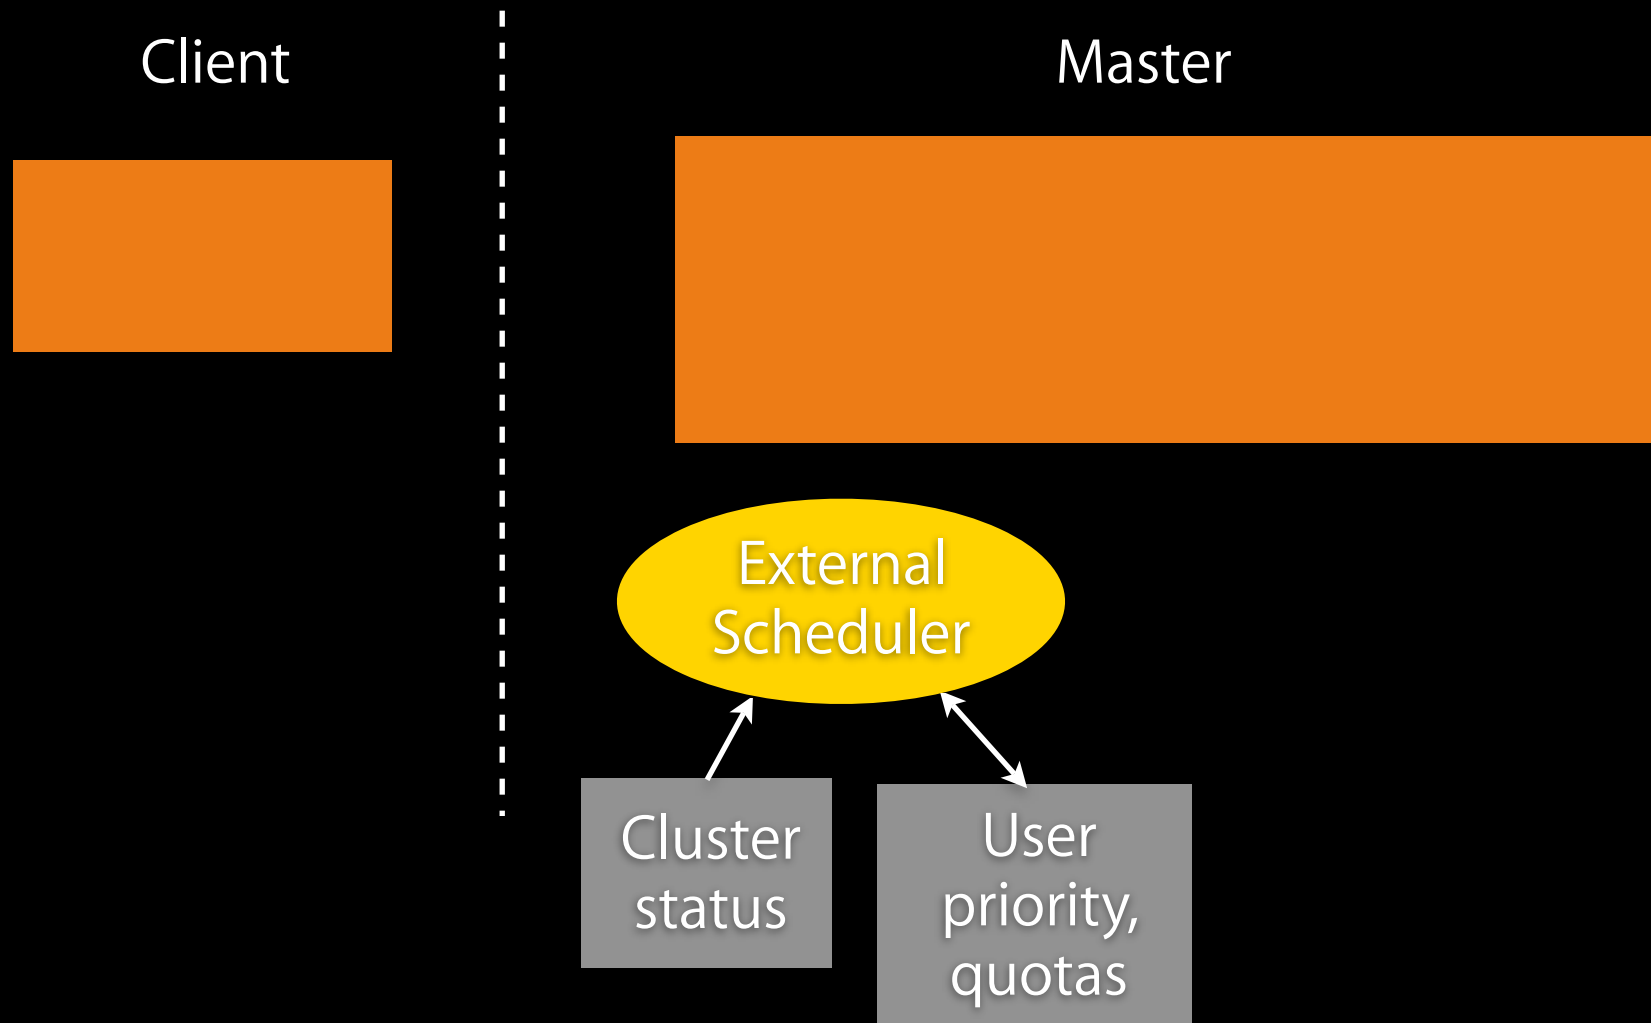 Client
Master
External
Scheduler
Cluster
status
User
priority,
quotas